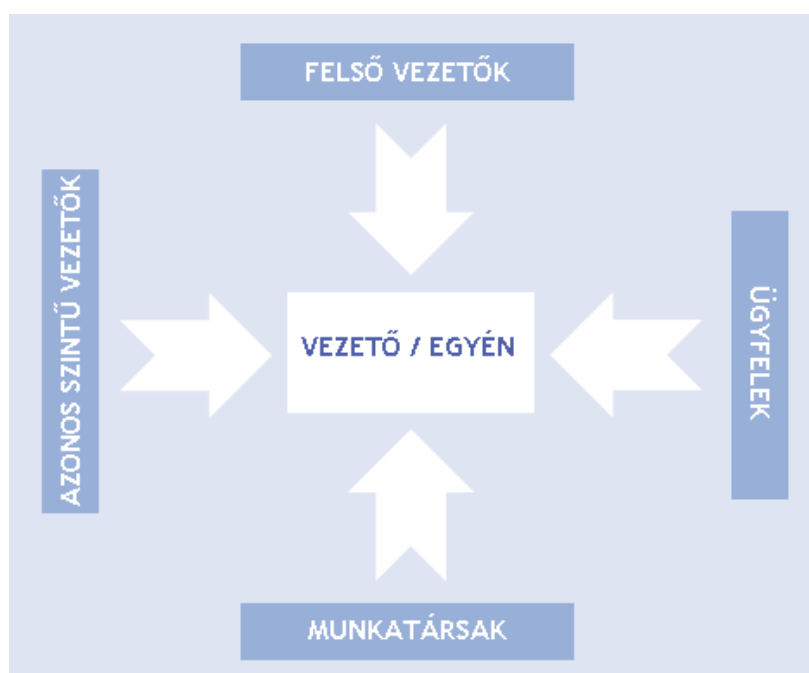 FELSŐ VEZETŐK
AZONOS SZINTŰ VEZETŐK
VEZETŐ / EGYÉN
ÜGYFELEK
MUNKATÁRSAK